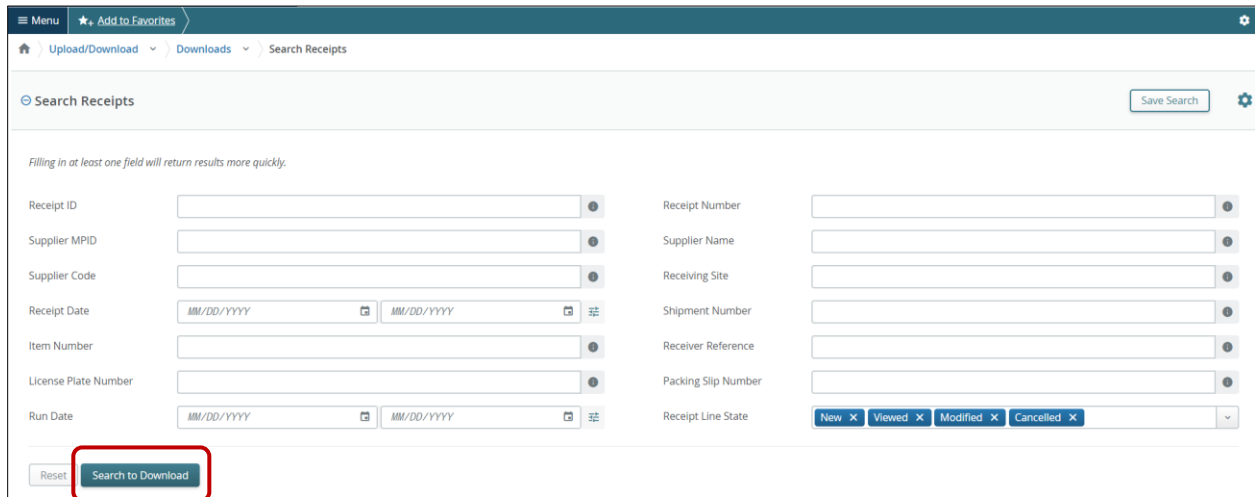 Menu Add to Favorites
Upload/Download Downloads Search Receipts
Search Receipts Save Search
Filling in at least one field will return results more quickly.
Receipt ID Receipt Number
Supplier MPID Supplier Name
Supplier Code Receiving Site
Receipt Date MM/DD/YYYY MM/DD/YYYY Shipment Number
Item Number Receiver Reference
License Plate Number Packing Slip Number
Run Date MM/DD/YYYY MM/DD/YYYY Receipt Line State New Viewed Modified Cancelled
Reset Search to Download